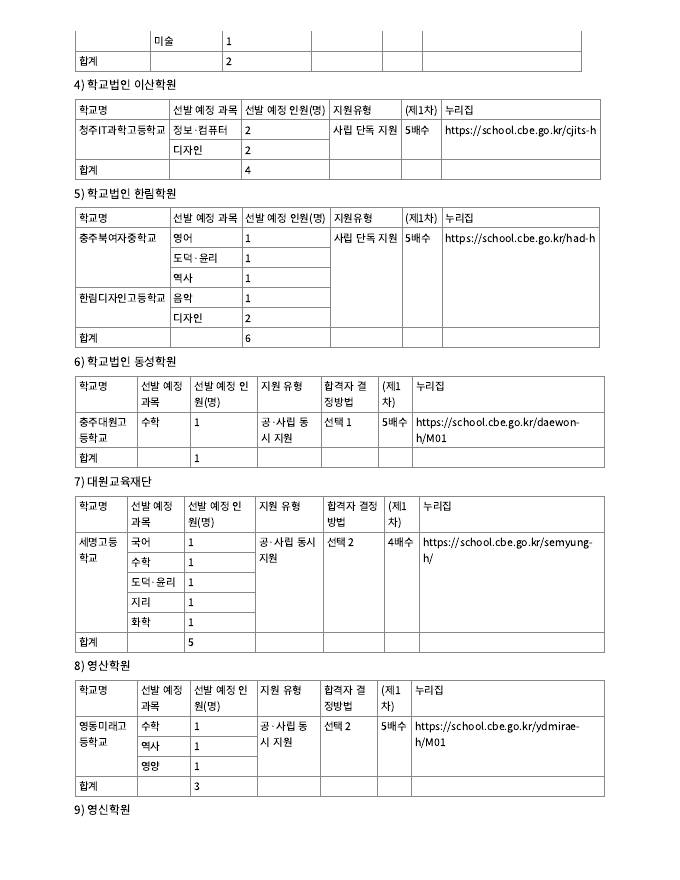 미술 1
합계 2
4) 학교법인 이산학원
학교명 선발 예정 과목 선발 예정 인원(명) 지원유형 (제1차) 누리집
청주IT과학고등학교 정보·컴퓨터 2 사립 단독 지원 5배수 https://school.cbe.go.kr/cjits-h
디자인 2
합계 4
5) 학교법인 한림학원
학교명 선발 예정 과목 선발 예정 인원(명) 지원유형 (제1차) 누리집
충주북여자중학교 영어 1 사립 단독 지원 5배수 https://school.cbe.go.kr/had-h
도덕·윤리 1
역사 1
한림디자인고등학교 음악 1
디자인 2
합계 6
6) 학교법인 동성학원
학교명 선발 예정 선발 예정 인 지원 유형 합격자 결 (제1 누리집
과목 원(명) 정방법 차)
충주대원고 수학 1 공·사립 동 선택 1 5배수 https://school.cbe.go.kr/daewon-
등학교 시 지원 h/M01
합계 1
7) 대원교육재단
학교명 선발 예정 선발 예정 인 지원 유형 합격자 결정 (제1 누리집
과목 원(명) 방법 차)
세명고등 국어 1 공·사립 동시 선택 2 4배수 https://school.cbe.go.kr/semyung-
학교 수학 1 지원 h/
도덕·윤리 1
지리 1
화학 1
합계 5
8) 영산학원
학교명 선발 예정 선발 예정 인 지원 유형 합격자 결 (제1 누리집
과목 원(명) 정방법 차)
영동미래고 수학 1 공·사립 동 선택 2 5배수 https://school.cbe.go.kr/ydmirae-
등학교 역사 1 시 지원 h/M01
영양 1
합계 3
9) 영신학원